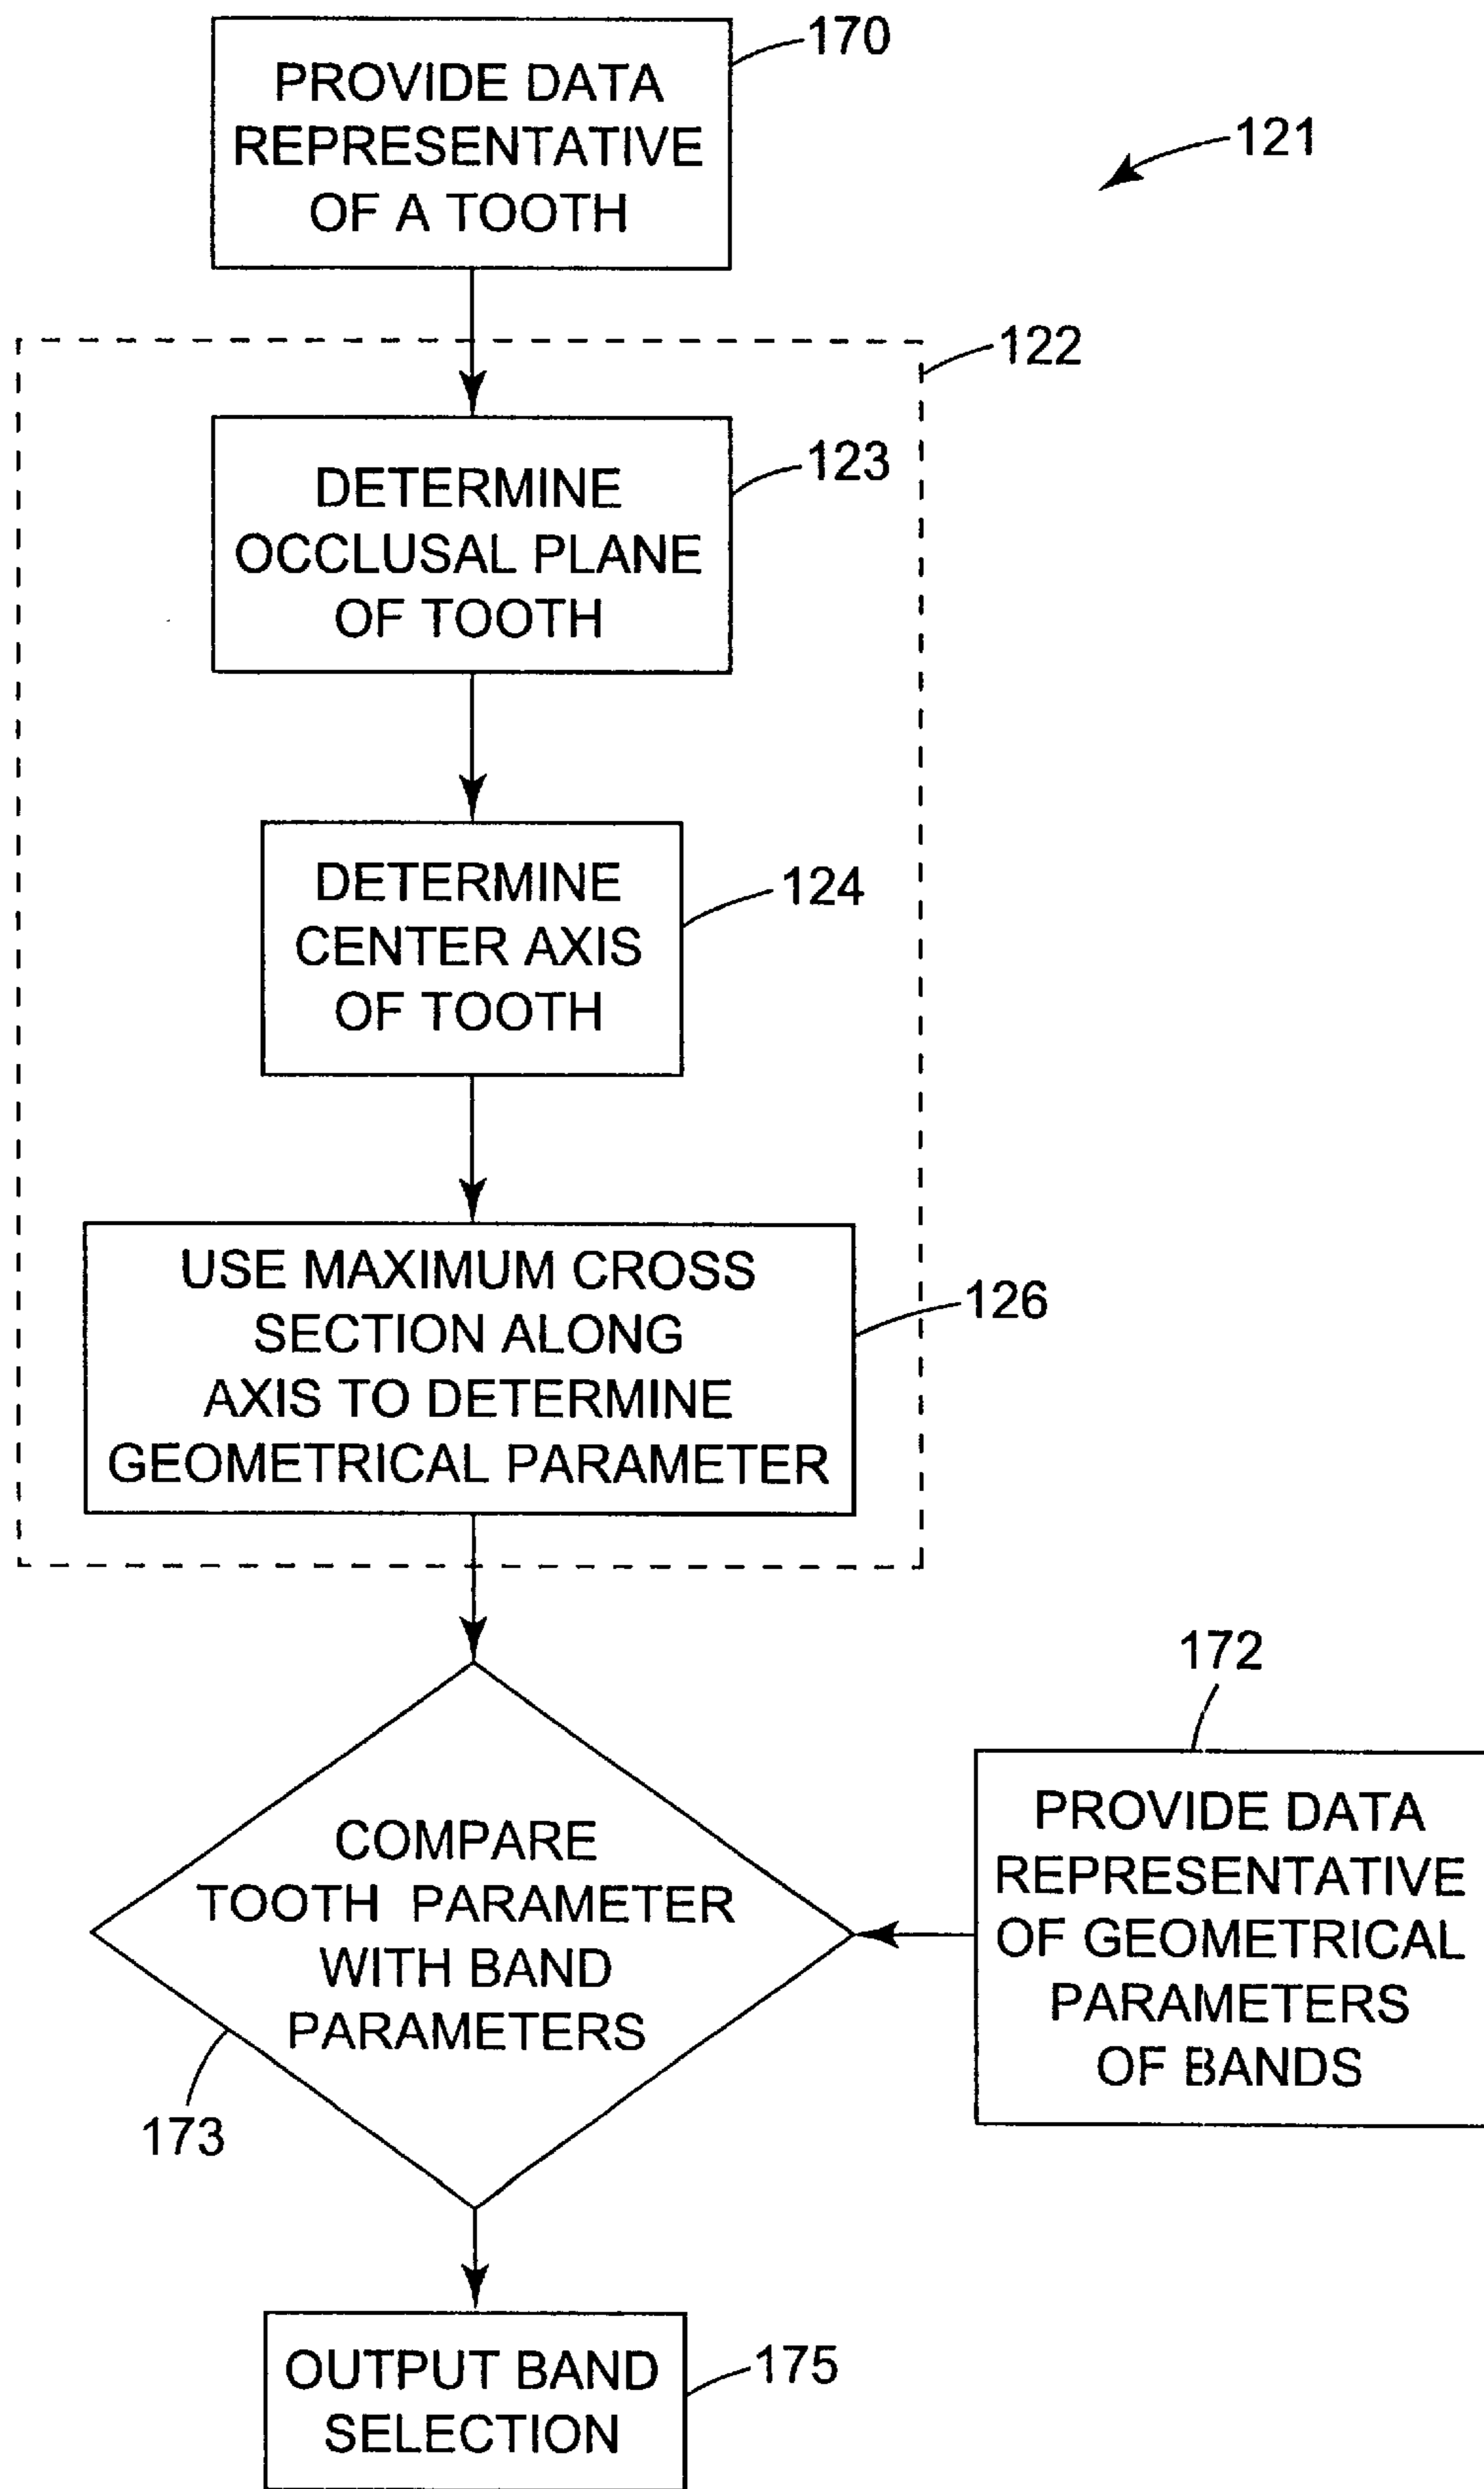 PROVIDE DATA
REPRESENTATIVE
OF A TOOTH
170
121
122
DETERMINE
OCCLUSAL PLANE
OF TOOTH
123
DETERMINE
CENTER AXIS
OF TOOTH
124
USE MAXIMUM CROSS
SECTION ALONG
AXIS TO DETERMINE
GEOMETRICAL PARAMETER
126
COMPARE
TOOTH PARAMETER
WITH BAND
PARAMETERS
173
172
PROVIDE DATA
REPRESENTATIVE
OF GEOMETRICAL
PARAMETERS
OF BANDS
OUTPUT BAND
SELECTION
175